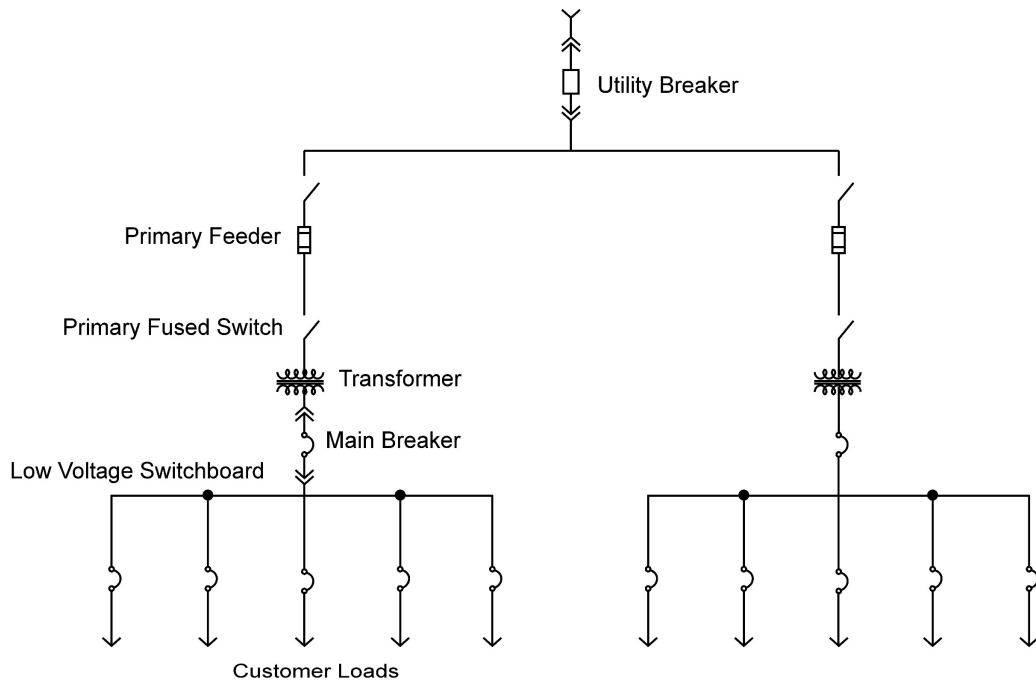 Utility Breaker
Primary Feeder
Primary Fused Switch
Transformer
Main Breaker
Low Voltage Switchboard
Customer Loads